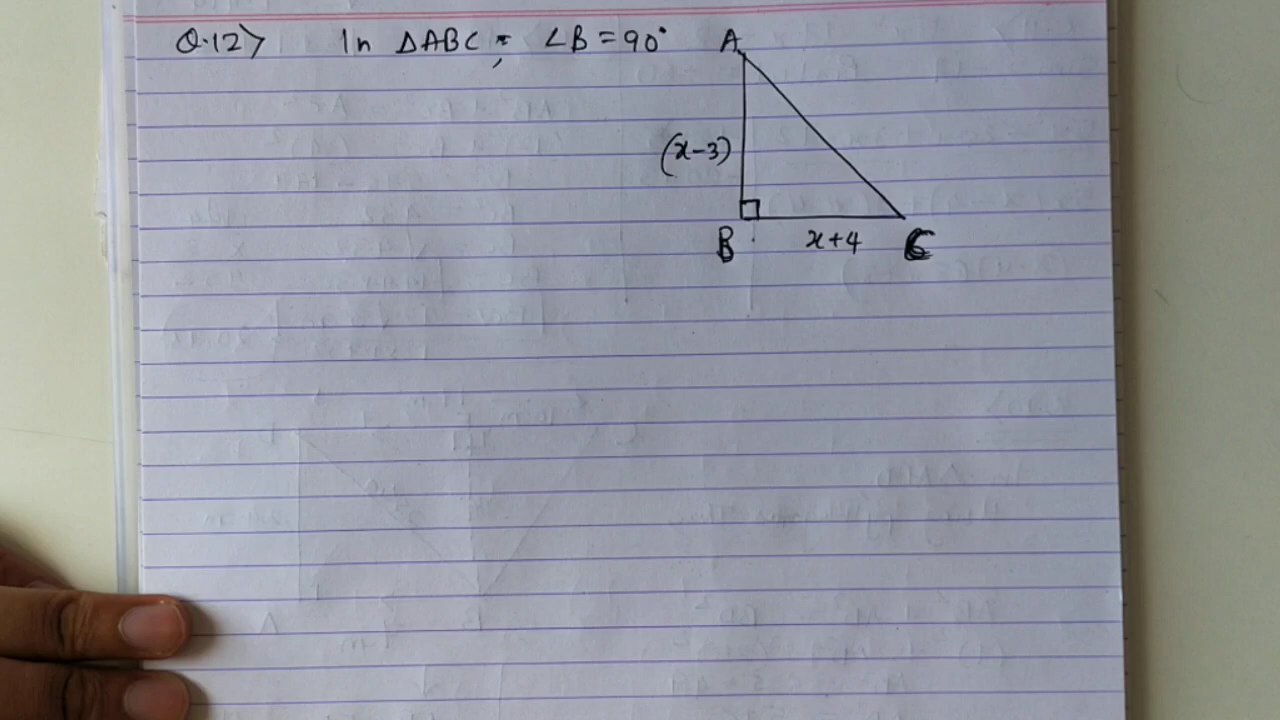 Q.12> In ΔABC, ∠B = 90°
A
(x-3)
B x+4 C